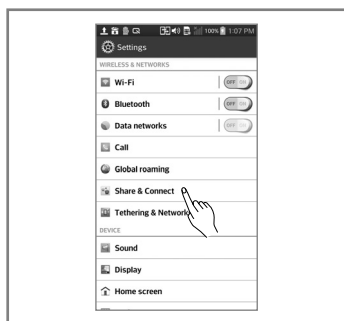 100% 1:07 PM
Settings
WIRELESS & NETWORKS
Wi-Fi
OFF ON
Bluetooth
OFF ON
Data networks
OFF ON
Call
Global roaming
Share & Connect
Tethering & Network
DEVICE
Sound
Display
Home screen